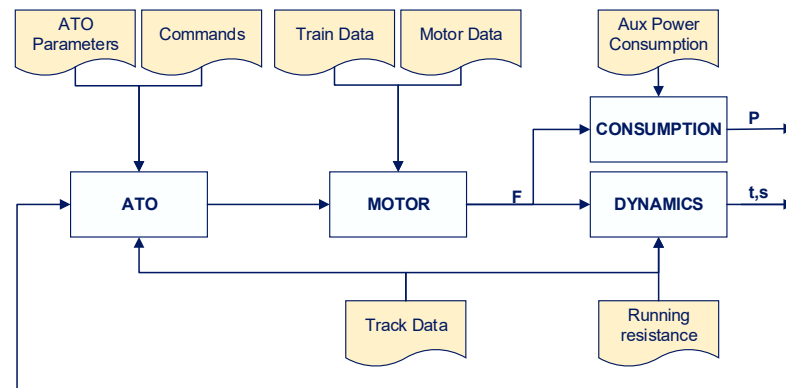 ATO
Parameters
Commands
Train Data
Motor Data
Aux Power
Consumption
CONSUMPTION
P
ATO
MOTOR
F
DYNAMICS
t,s
Track Data
Running
resistance